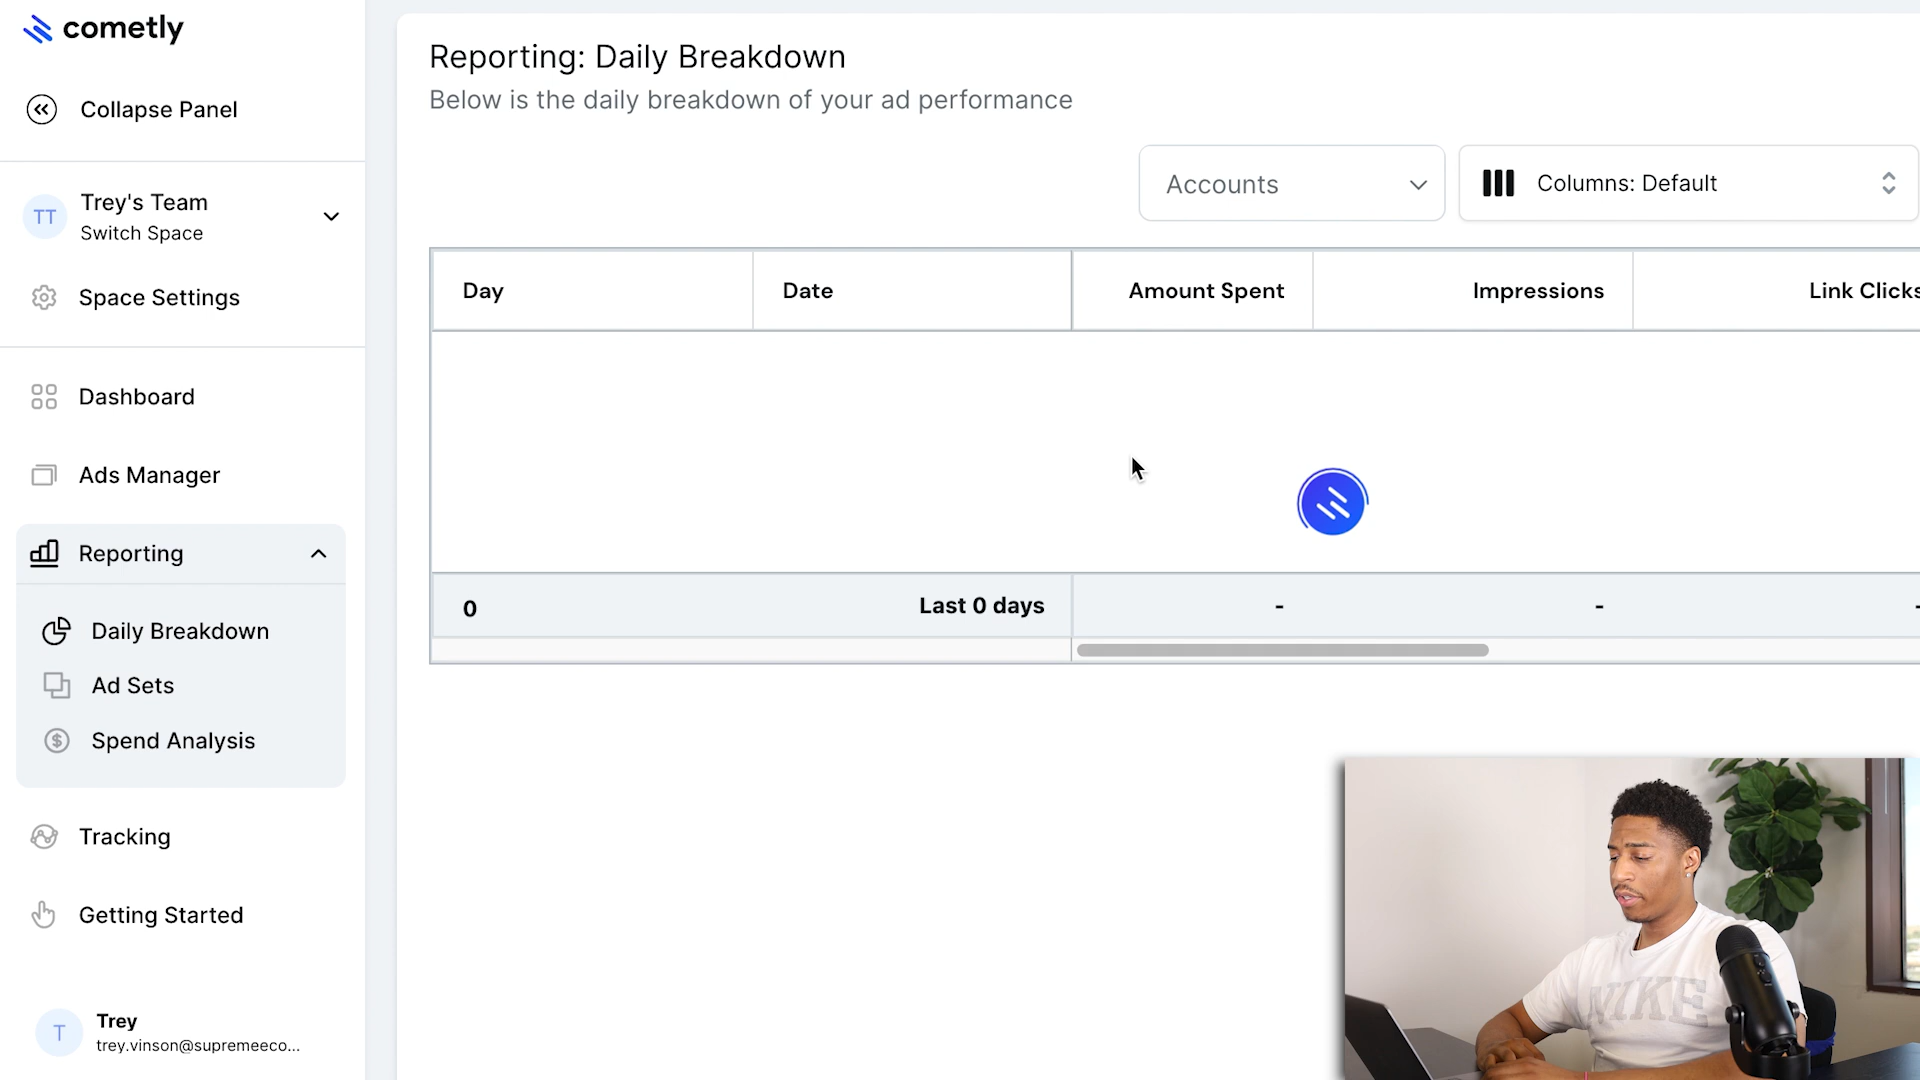 cometly
Collapse Panel
TT
Trey's Team
Switch Space
Space Settings
Dashboard
Ads Manager
Reporting
Daily Breakdown
Ad Sets
Spend Analysis
Tracking
Getting Started
T
Trey
trey.vinson@supremeeco...
Reporting: Daily Breakdown
Below is the daily breakdown of your ad performance
Accounts
Columns: Default
Day Date Amount Spent Impressions Link Clicks
0 Last 0 days - - -
NIKE